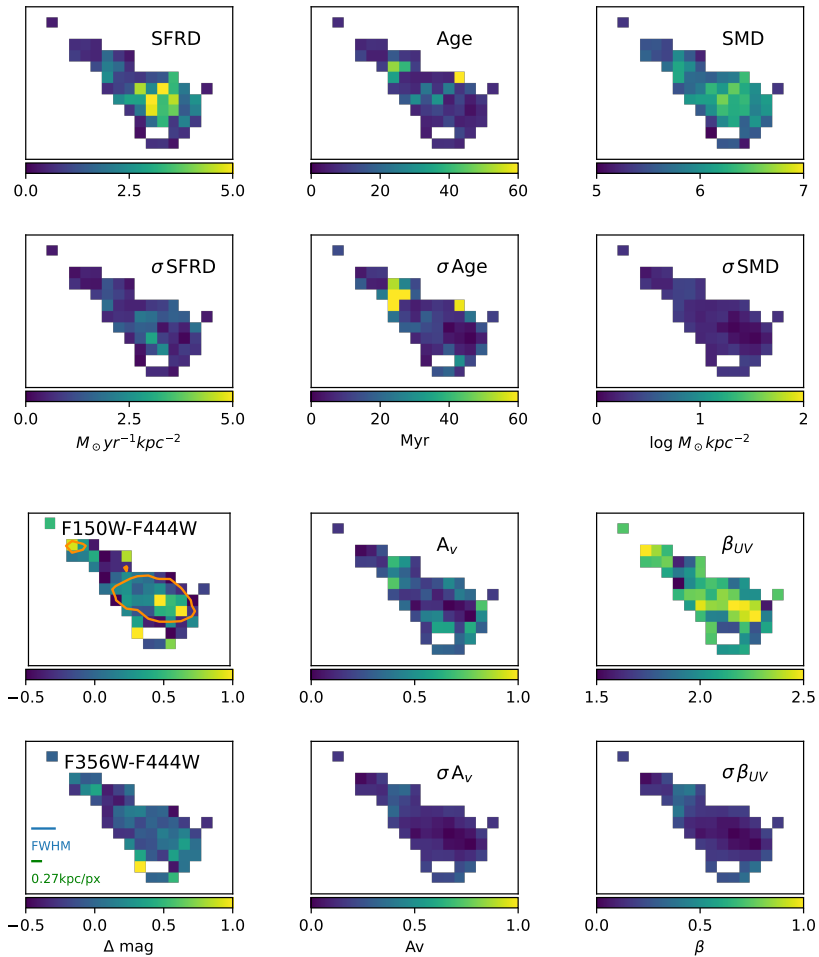 SFRD Age SMD
0.0 2.5 5.0 0 20 40 60 5 6 7
σ SFRD σ Age σ SMD
0.0 2.5 5.0 0 20 40 60 0 1 2
M⊙yr⁻¹kpc⁻² Myr log M⊙kpc⁻²
F150W-F444W Aᵥ β_UV
−0.5 0.0 0.5 1.0 0.0 0.5 1.0 1.5 2.0 2.5
F356W-F444W σ Aᵥ σ β_UV
FWHM
0.27kpc/px
−0.5 0.0 0.5 1.0 0.0 0.5 1.0 0.0 0.5 1.0
Δ mag Av β